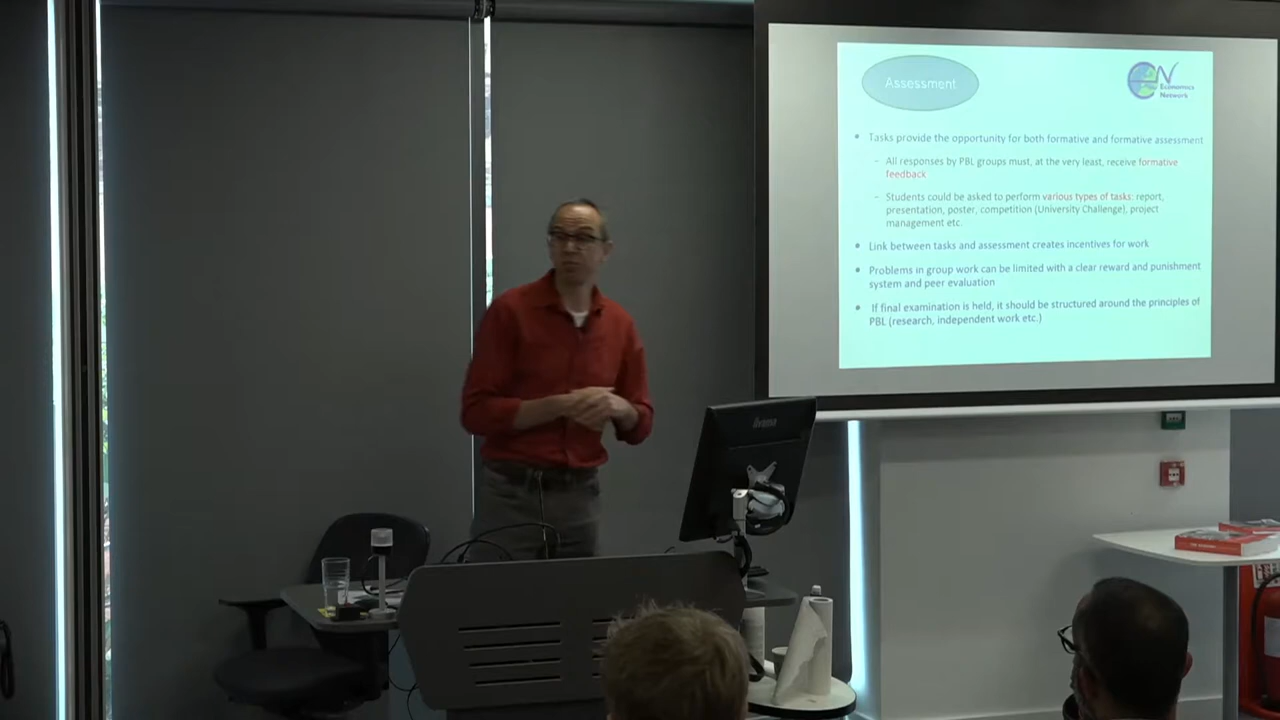 Assessment
EN
Economics
Network
• Tasks provide the opportunity for both formative and formative assessment
- All responses by PBL groups must, at the very least, receive formative
feedback
- Students could be asked to perform various types of tasks: report,
presentation, poster, competition (University Challenge), project
management etc.
• Link between tasks and assessment creates incentives for work
• Problems in group work can be limited with a clear reward and punishment
system and peer evaluation
• If final examination is held, it should be structured around the principles of
PBL (research, independent work etc.)
iiyama